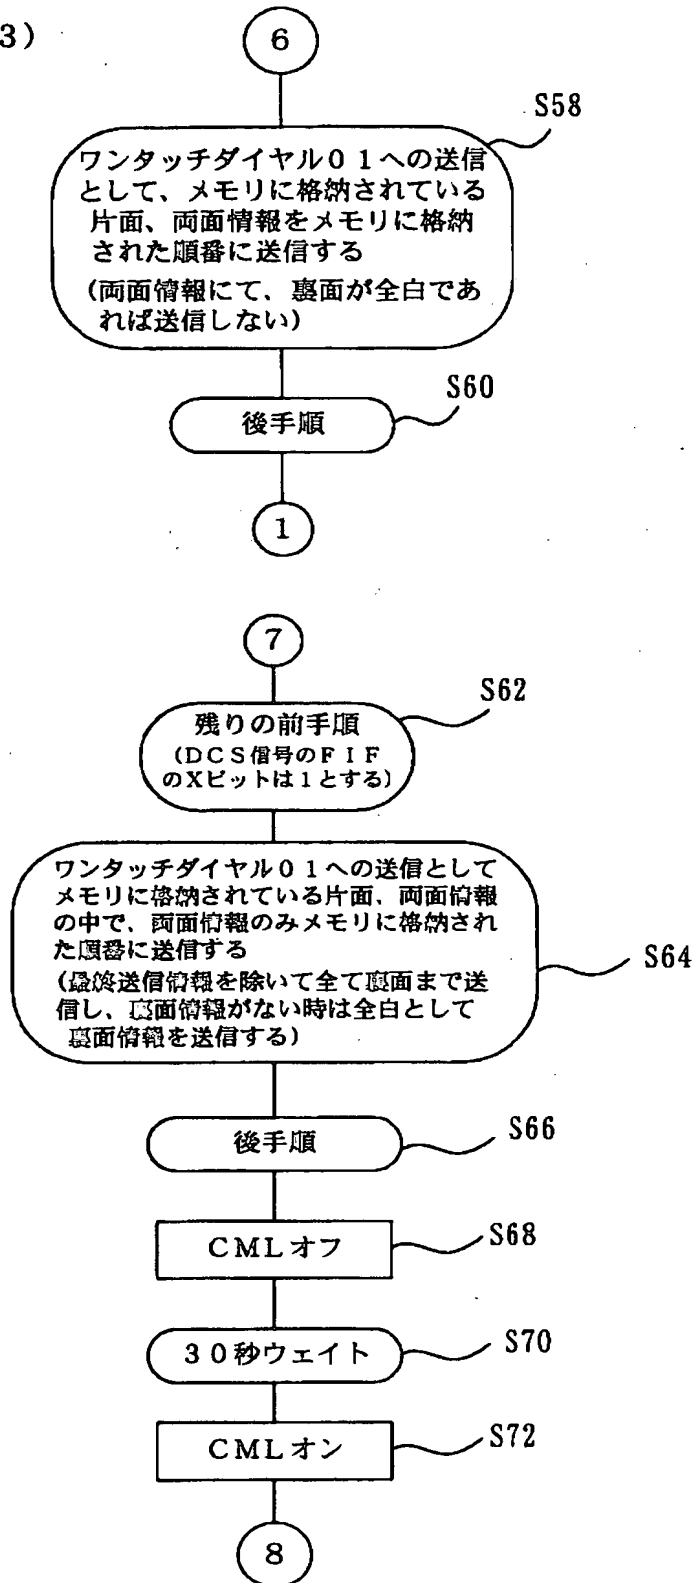 3)
6
S58
ワンタッチダイヤル０１への送信
として、メモリに格納されている
片面、両面情報をメモリに格納
された順番に送信する
(両面情報にて、裏面が全白であ
れば送信しない)
S60
後手順
1
7
S62
残りの前手順
(ＤＣＳ信号のＦＩＦ
のＸビットは１とする)
ワンタッチダイヤル０１への送信として
メモリに格納されている片面、両面情報
の中で、両面情報のみメモリに格納され
た順番に送信する
S64
(最終送信情報を除いて全て裏面まで送
信し、裏面情報がない時は全白として
裏面情報を送信する)
後手順
S66
ＣＭＬオフ
S68
３０秒ウェイト
S70
ＣＭＬオン
S72
8